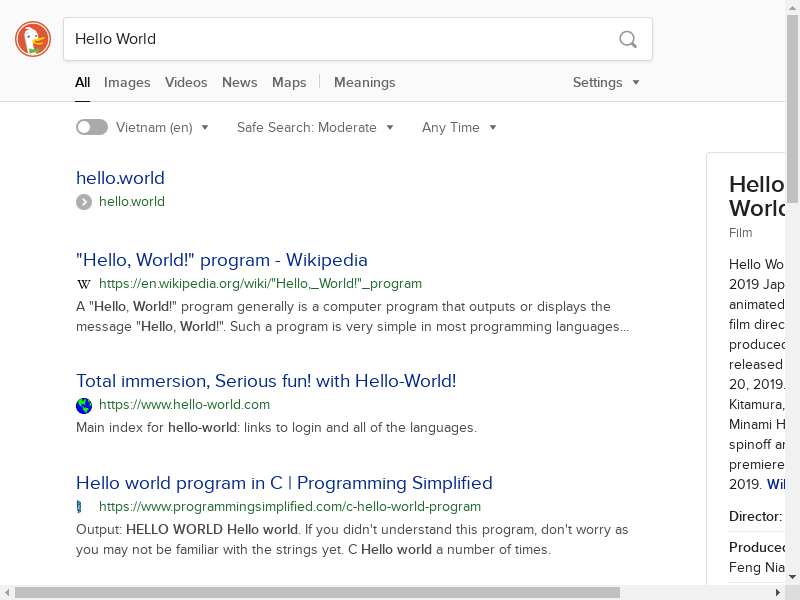 Hello World
All Images Videos News Maps Meanings Settings
Vietnam (en) Safe Search: Moderate Any Time
hello.world
hello.world
"Hello, World!" program - Wikipedia
W https://en.wikipedia.org/wiki/"Hello,_World!"_program
A "Hello, World!" program generally is a computer program that outputs or displays the
message "Hello, World!". Such a program is very simple in most programming languages...
Total immersion, Serious fun! with Hello-World!
https://www.hello-world.com
Main index for hello-world: links to login and all of the languages.
Hello world program in C | Programming Simplified
https://www.programmingsimplified.com/c-hello-world-program
Output: HELLO WORLD Hello world. If you didn't understand this program, don't worry as
you may not be familiar with the strings yet. C Hello world a number of times.
Hello
World
Film
Hello Wo
2019 Jap
animated
film direc
produced
released
20, 2019.
Kitamura,
Minami H
spinoff an
premiere
2019. Wil
Director:
Produced
Feng Nia